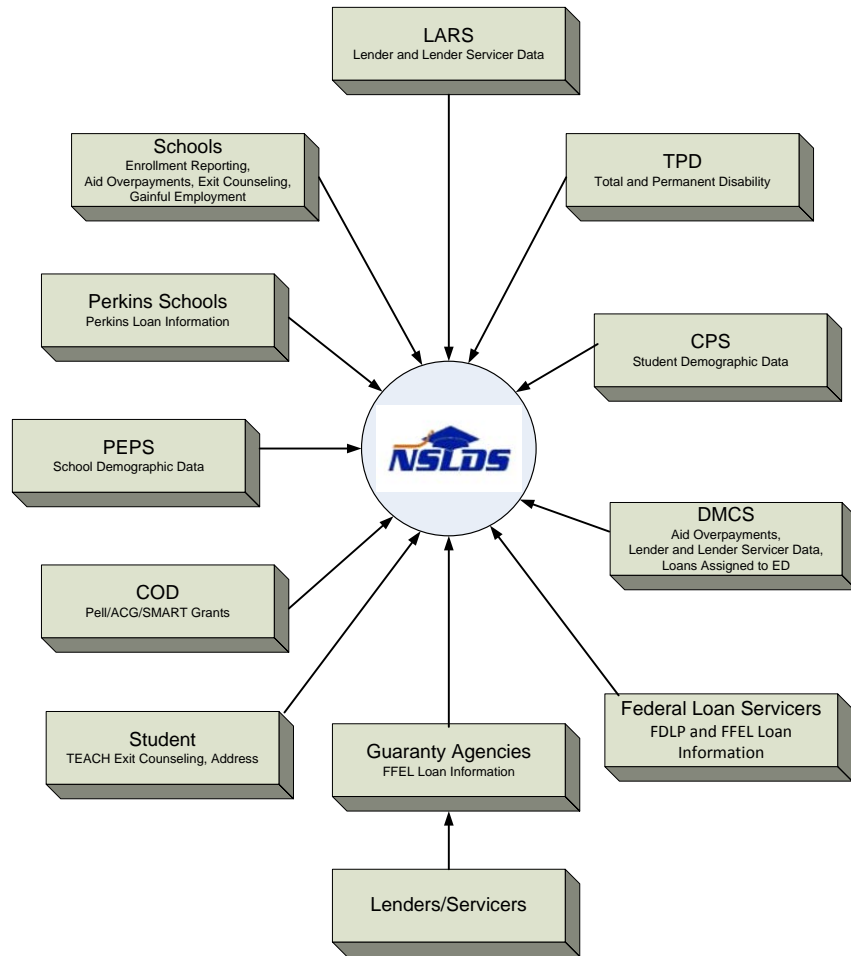 LARS
Lender and Lender Servicer Data
Schools
Enrollment Reporting,
Aid Overpayments, Exit Counseling,
Gainful Employment
TPD
Total and Permanent Disability
Perkins Schools
Perkins Loan Information
CPS
Student Demographic Data
PEPS
School Demographic Data
NSLDS
DMCS
Aid Overpayments,
Lender and Lender Servicer Data,
Loans Assigned to ED
COD
Pell/ACG/SMART Grants
Student
TEACH Exit Counseling, Address
Guaranty Agencies
FFEL Loan Information
Federal Loan Servicers
FDLP and FFEL Loan
Information
Lenders/Servicers